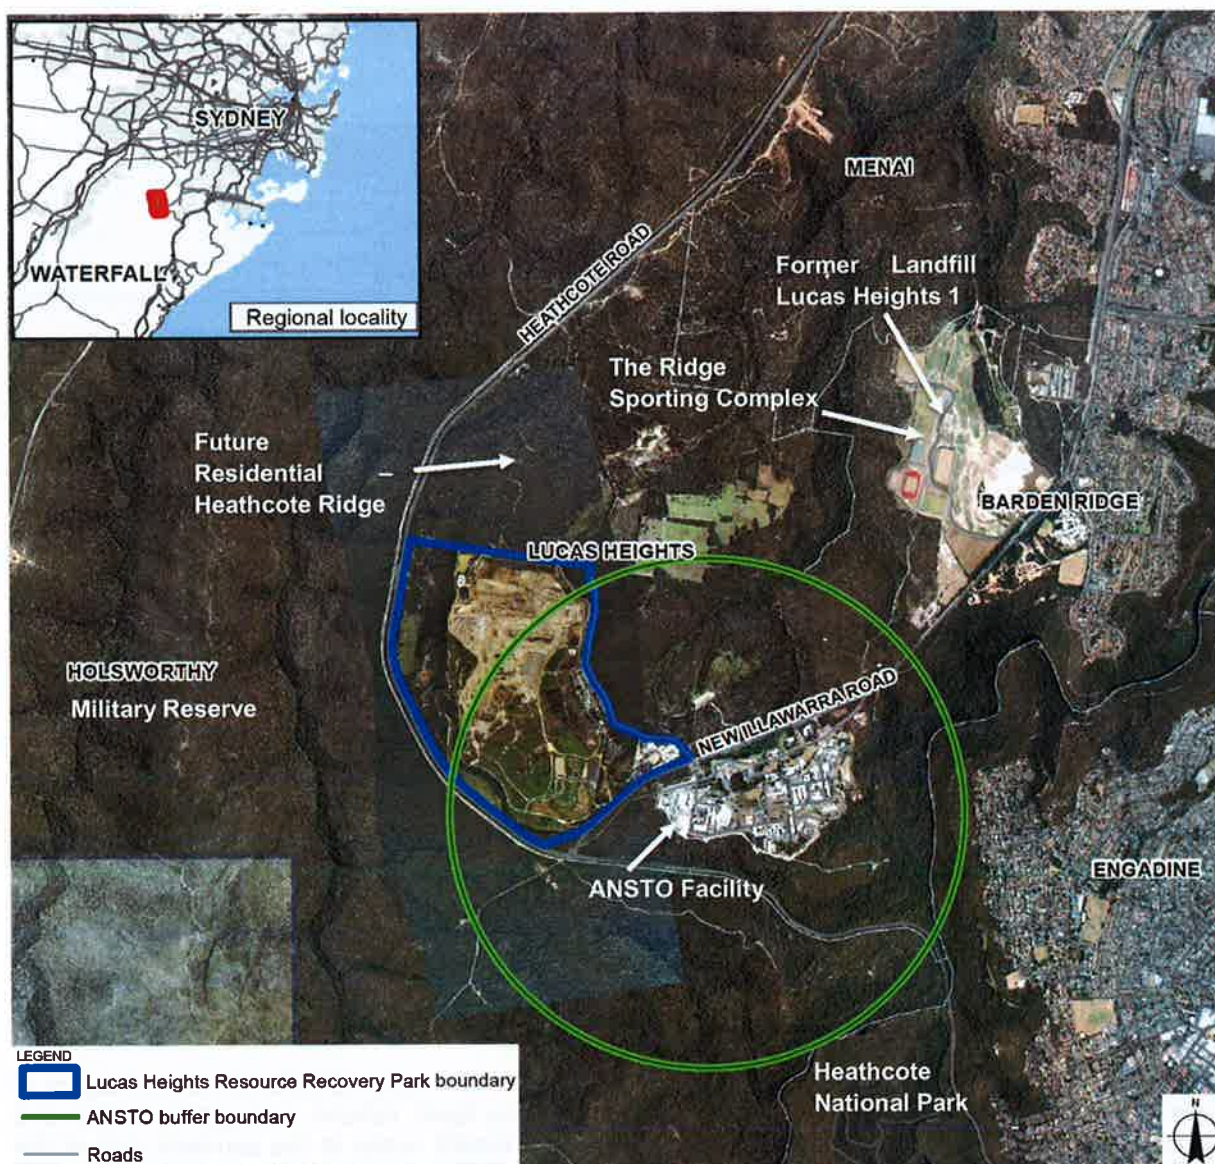 SYDNEY
WATERFALL
Regional locality
MENAI
HEATHCOTE ROAD
Former Landfill
Lucas Heights 1
The Ridge
Sporting Complex
Future
Residential –
Heathcote Ridge
BARDEN RIDGE
LUCAS HEIGHTS
HOLSWORTHY
Military Reserve
NEW ILLAWARRA ROAD
ENGADINE
ANSTO Facility
Heathcote
National Park
LEGEND
Lucas Heights Resource Recovery Park boundary
ANSTO buffer boundary
Roads
N